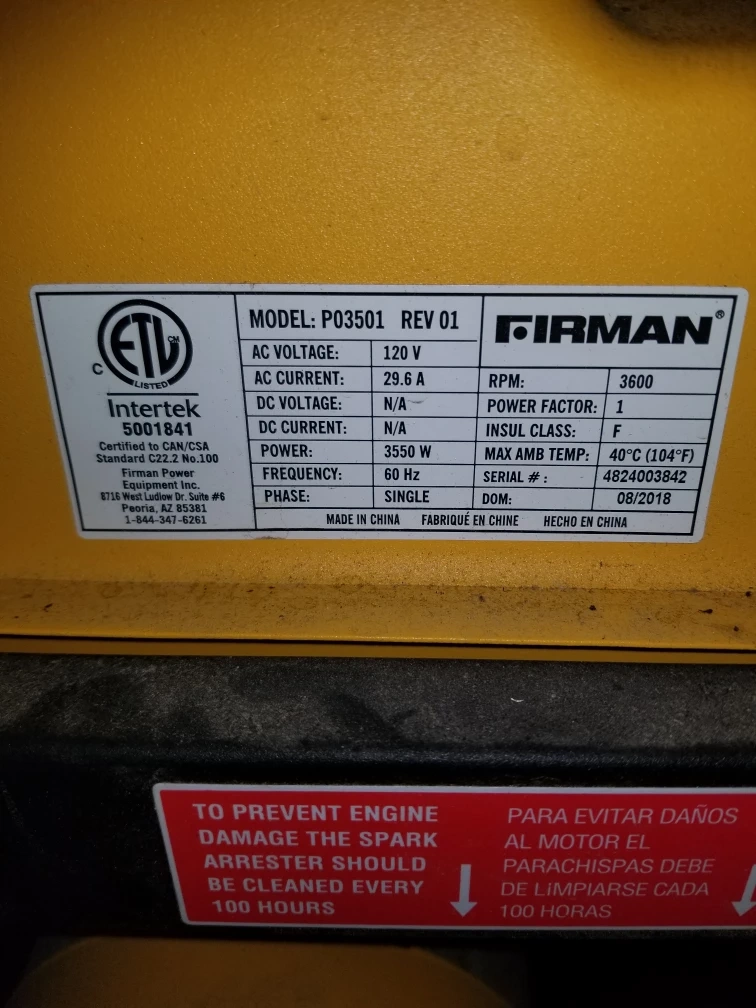 C
ETL
CM
LISTED
Intertek
5001841
Certified to CAN/CSA
Standard C22.2 No.100
Firman Power
Equipment Inc.
8716 West Ludlow Dr. Suite #6
Peoria, AZ 85381
1-844-347-6261
MODEL: P03501 REV 01
AC VOLTAGE: 120 V
AC CURRENT: 29.6 A
DC VOLTAGE: N/A
DC CURRENT: N/A
POWER: 3550 W
FREQUENCY: 60 Hz
PHASE: SINGLE
FIRMAN®
RPM: 3600
POWER FACTOR: 1
INSUL CLASS: F
MAX AMB TEMP: 40°C (104°F)
SERIAL # : 4824003842
DOM: 08/2018
MADE IN CHINA FABRIQUÉ EN CHINE HECHO EN CHINA
TO PREVENT ENGINE
DAMAGE THE SPARK
ARRESTER SHOULD
BE CLEANED EVERY
100 HOURS
PARA EVITAR DAÑOS
AL MOTOR EL
PARACHISPAS DEBE
DE LiMPIARSE CADA
100 HORAS